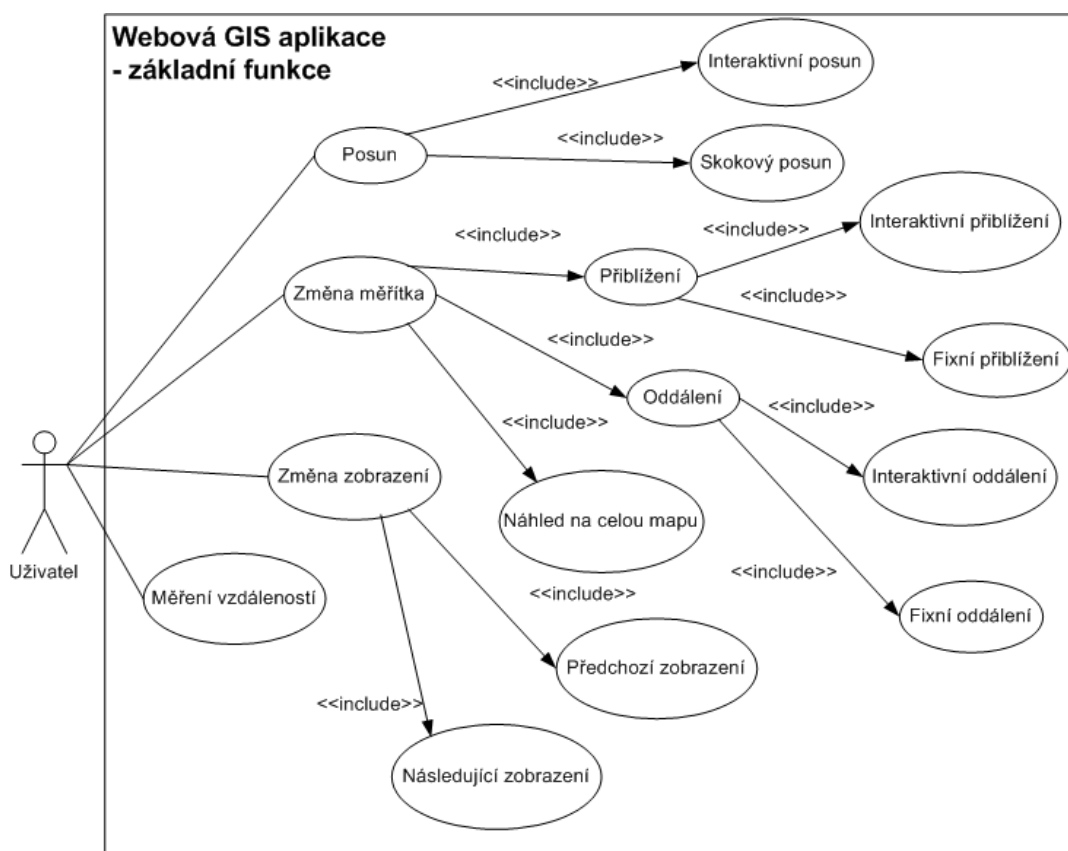 Webová GIS aplikace
- základní funkce
Interaktivní posun
<<include>>
<<include>>
Posun
Skokový posun
Interaktivní přiblížení
<<include>>
<<include>>
Přiblížení
Změna měřítka
<<include>>
<<include>>
Fixní přiblížení
Oddálení
<<include>>
<<include>>
Změna zobrazení
Interaktivní oddálení
Náhled na celou mapu
Uživatel
<<include>>
Měření vzdáleností
<<include>>
Fixní oddálení
Předchozí zobrazení
<<include>>
Následující zobrazení